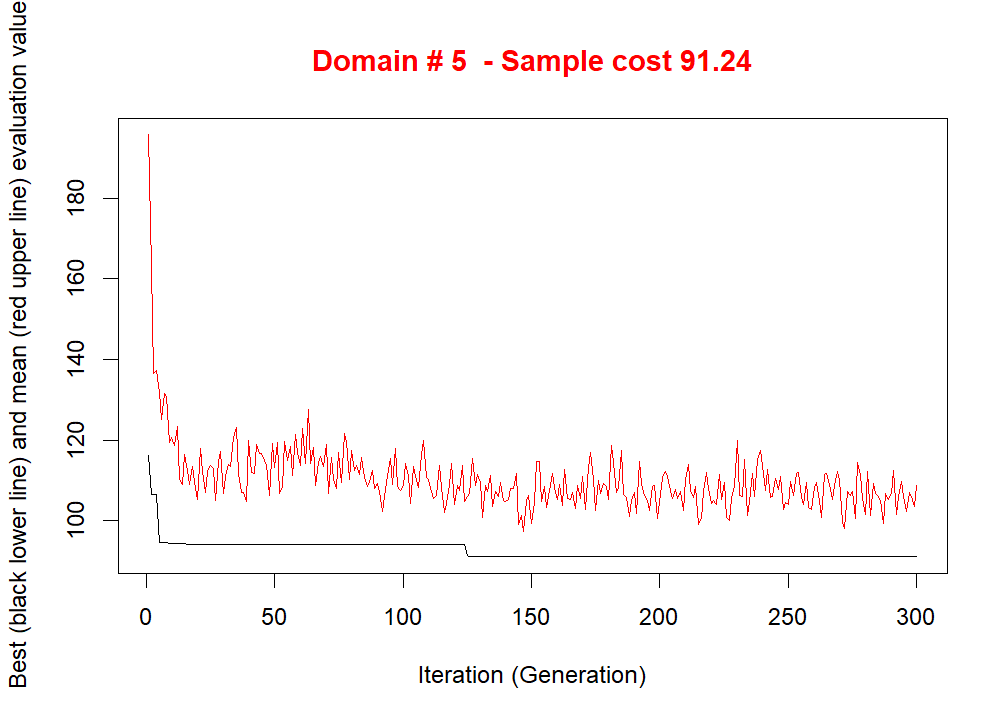 Domain # 5  - Sample cost 91.24
Best (black lower line) and mean (red upper line) evaluation value
180
160
140
120
100
0 50 100 150 200 250 300
Iteration (Generation)